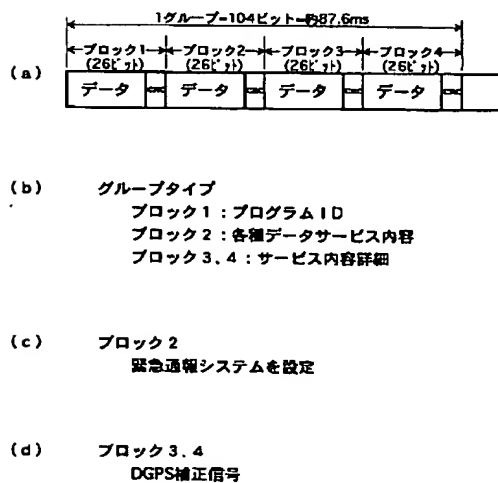 1グループ=104ビット=約87.6ms
ブロック1 ブロック2 ブロック3 ブロック4
(26ビット) (26ビット) (26ビット) (26ビット)
(a) データ データ データ データ
(b) グループタイプ
ブロック1:プログラムID
ブロック2:各種データサービス内容
ブロック3、4:サービス内容詳細
(c) ブロック2
緊急通報システムを設定
(d) ブロック3、4
DGPS補正信号